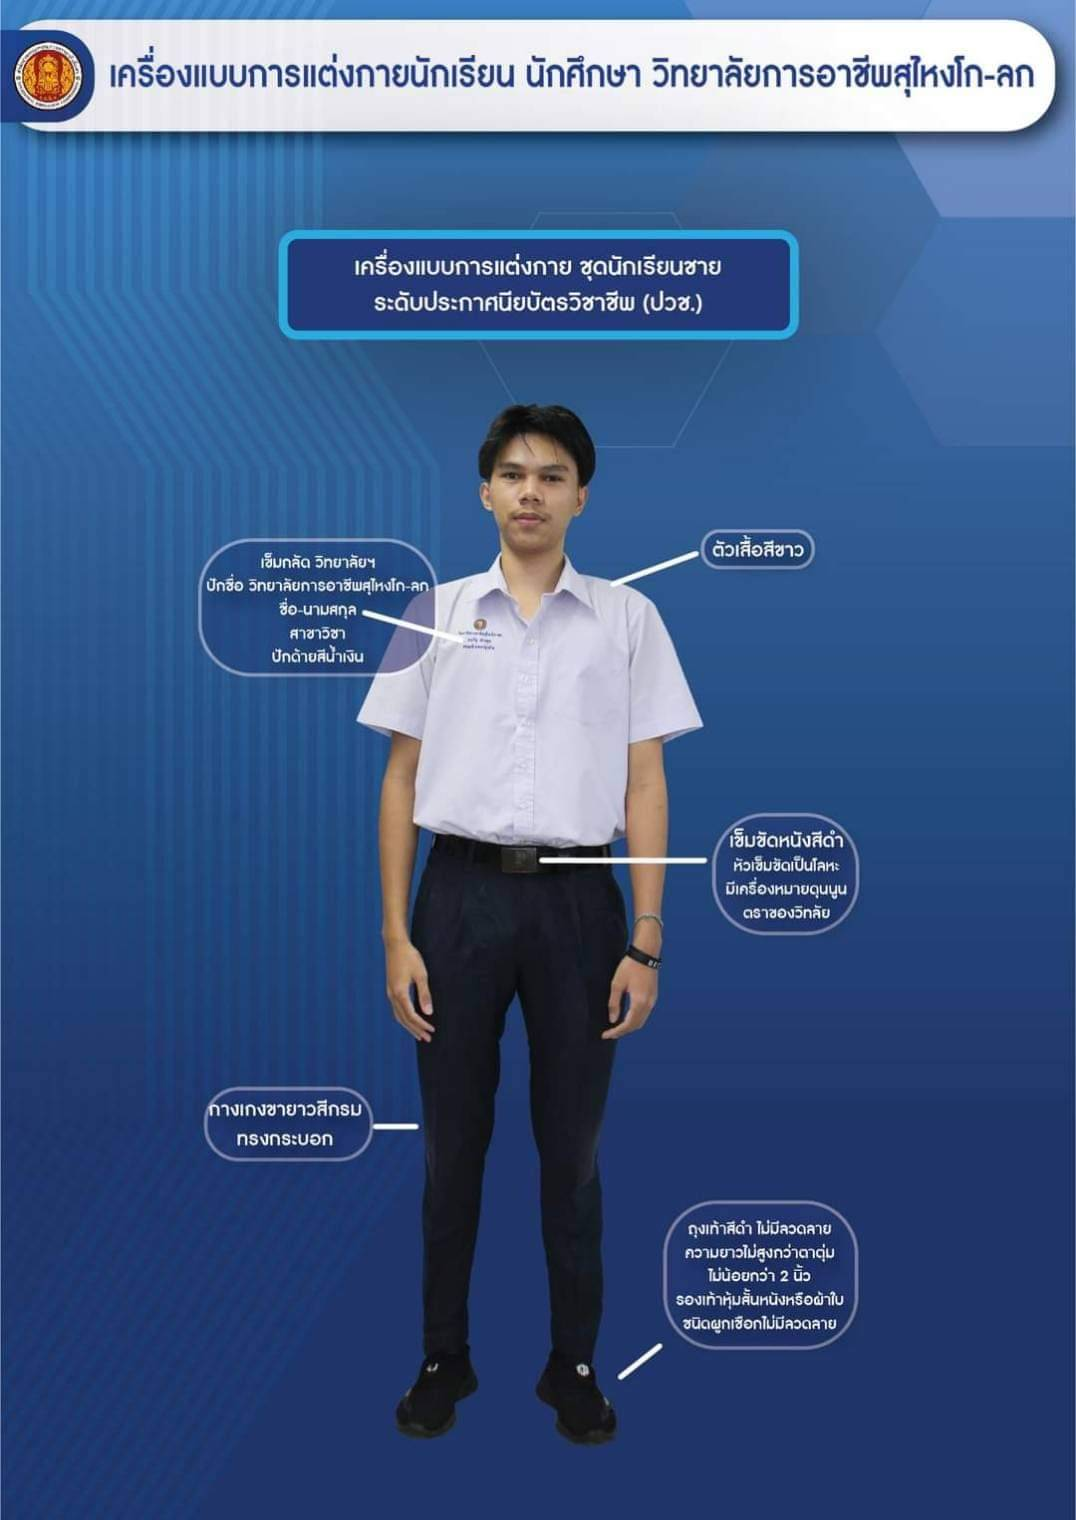 เครื่องแบบการแต่งกายนักเรียน นักศึกษา วิทยาลัยการอาชีพสุไหงโก-ลก
เครื่องแบบการแต่งกาย ชุดนักเรียนชาย
ระดับประกาศนียบัตรวิชาชีพ (ปวช.)
เข็มกลัด วิทยาลัยฯ
ปักชื่อ วิทยาลัยการอาชีพสุไหงโก-ลก
ชื่อ-นามสกุล
สาขาวิชา
ปักด้ายสีน้ำเงิน
ตัวเสื้อสีขาว
เข็มขัดหนังสีดำ
หัวเข็มขัดเป็นโลหะ
มีเครื่องหมายดุนนูน
ตราของวิทลัย
กางเกงขายาวสีกรม
ทรงกระบอก
ถุงเท้าสีดำ ไม่มีลวดลาย
ความยาวไม่สูงกว่าตาตุ่ม
ไม่น้อยกว่า 2 นิ้ว
รองเท้าหุ้มส้นหนังหรือผ้าใบ
ชนิดผูกเชือกไม่มีลวดลาย